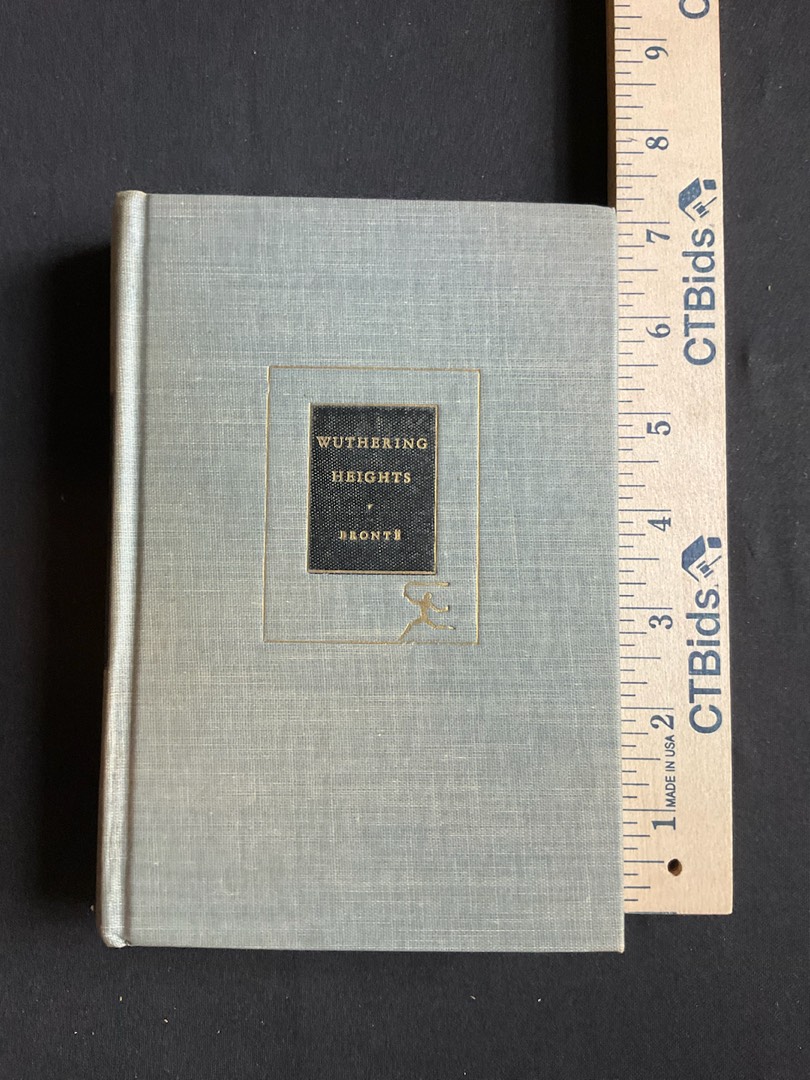 WUTHERING
HEIGHTS
BRONTË
9
8
7
6
5
4
3
2
1
CTBids
CTBids
MADE IN USA